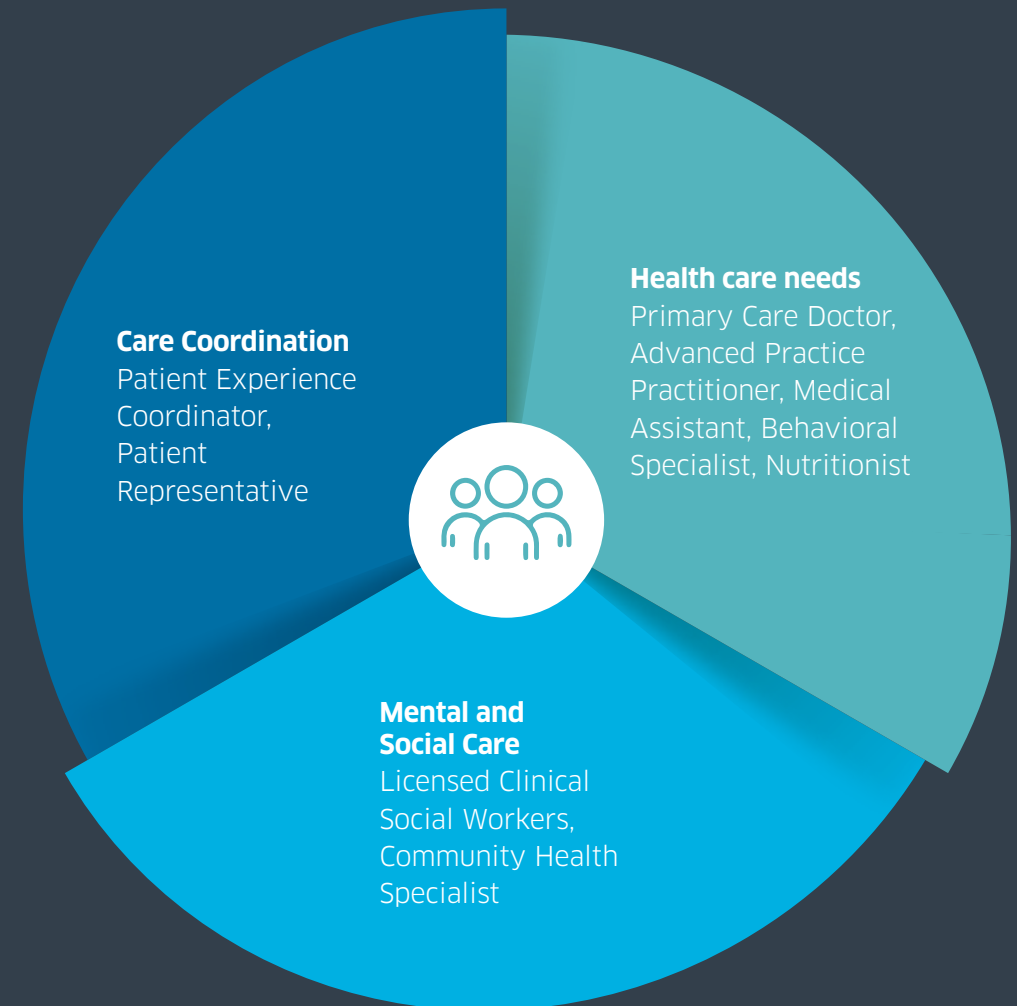 Care Coordination
Patient Experience
Coordinator,
Patient
Representative
Health care needs
Primary Care Doctor,
Advanced Practice
Practitioner, Medical
Assistant, Behavioral
Specialist, Nutritionist
Mental and
Social Care
Licensed Clinical
Social Workers,
Community Health
Specialist